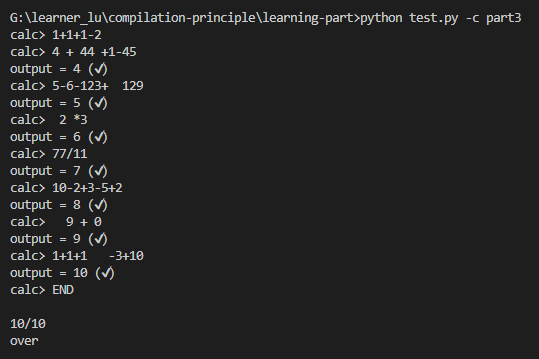 G:\learner_lu\compilation-principle\learning-part>python test.py -c part3
calc> 1+1+1-2
calc> 4 + 44 +1-45
output = 4 (✓)
calc> 5-6-123+  129
output = 5 (✓)
calc>  2 *3
output = 6 (✓)
calc> 77/11
output = 7 (✓)
calc> 10-2+3-5+2
output = 8 (✓)
calc>   9 + 0
output = 9 (✓)
calc> 1+1+1   -3+10
output = 10 (✓)
calc> END
10/10
over